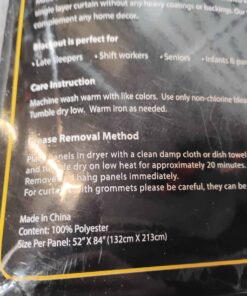 single layer curtain without any heavy coatings or backings. Our
complement any home decor.
Blackout is perfect for
• Late Sleepers • Shift workers • Seniors • Infants &
Care Instruction
Machine wash warm with like colors. Use only non-chlorine
Tumble dry low. Warm iron as needed.
Removal Method
panels in dryer with a clean damp cloth or dish towel
and tumble dry on low heat for approximately 20 minutes.
Remove and hang panels immediately.
For curtains with grommets please be careful, they can be
Made in China
Content: 100% Polyester
Size Per Panel: 52" X 84" (132cm X 213cm)